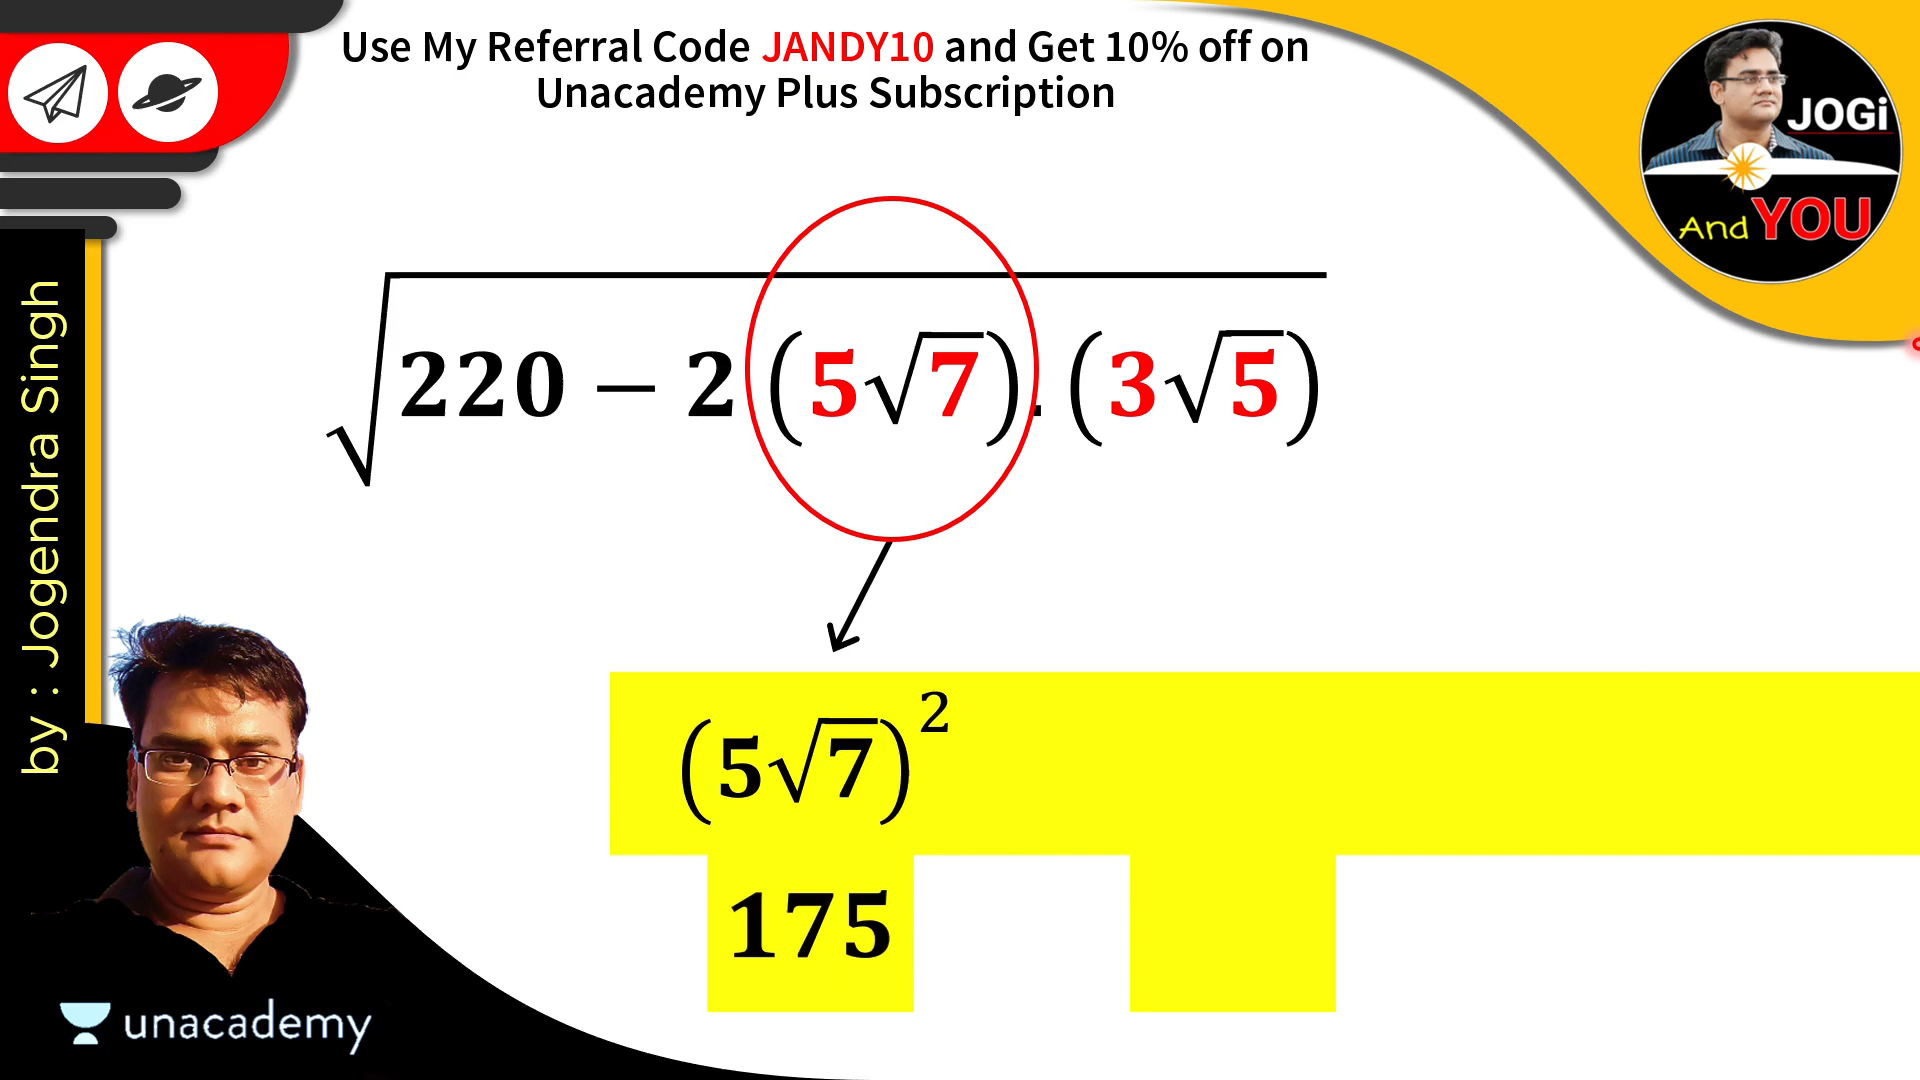 Use My Referral Code JANDY10 and Get 10% off on
Unacademy Plus Subscription
JOGi
And YOU
√220 − 2 (5√7) . (3√5)
by : Jogendra Singh
(5√7)²
175
unacademy